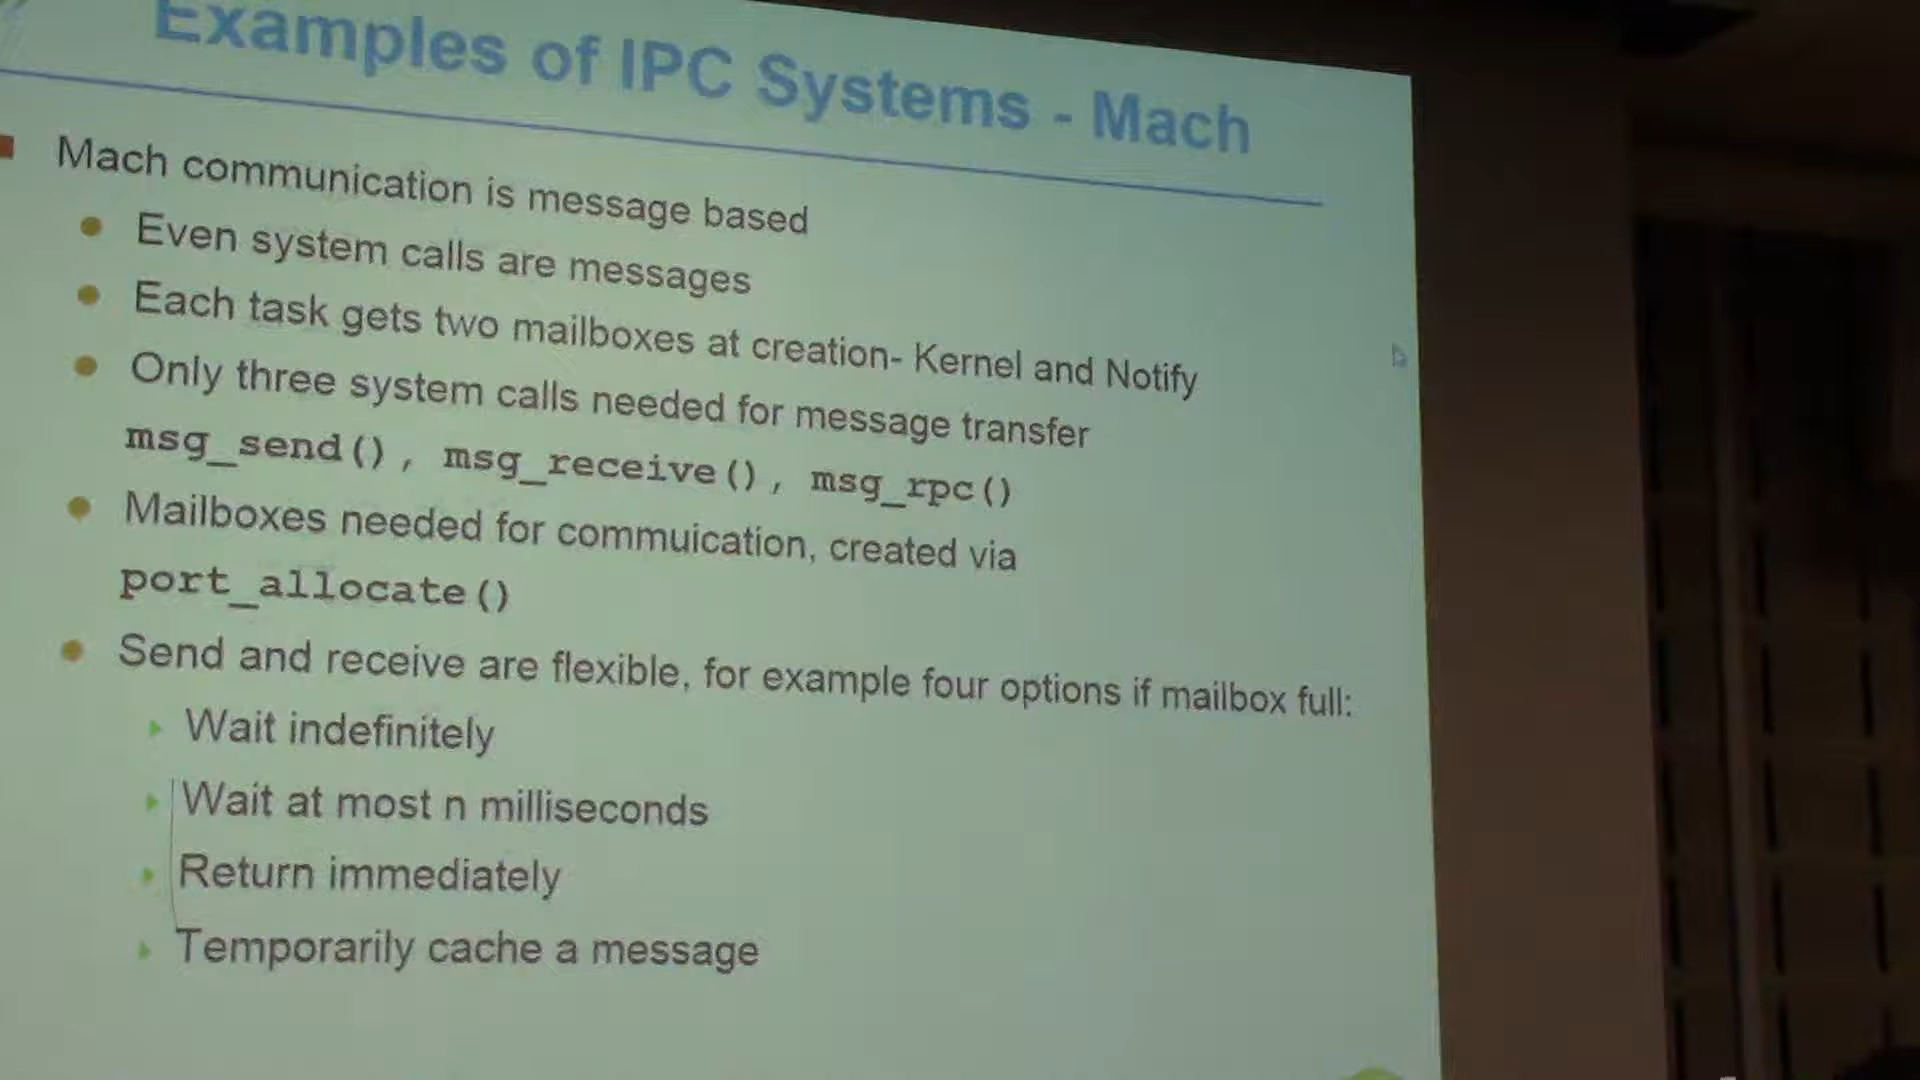 Examples of IPC Systems - Mach
Mach communication is message based
Even system calls are messages
Each task gets two mailboxes at creation- Kernel and Notify
Only three system calls needed for message transfer
msg_send(), msg_receive(), msg_rpc()
Mailboxes needed for commuication, created via
port_allocate()
Send and receive are flexible, for example four options if mailbox full:
Wait indefinitely
Wait at most n milliseconds
Return immediately
Temporarily cache a message